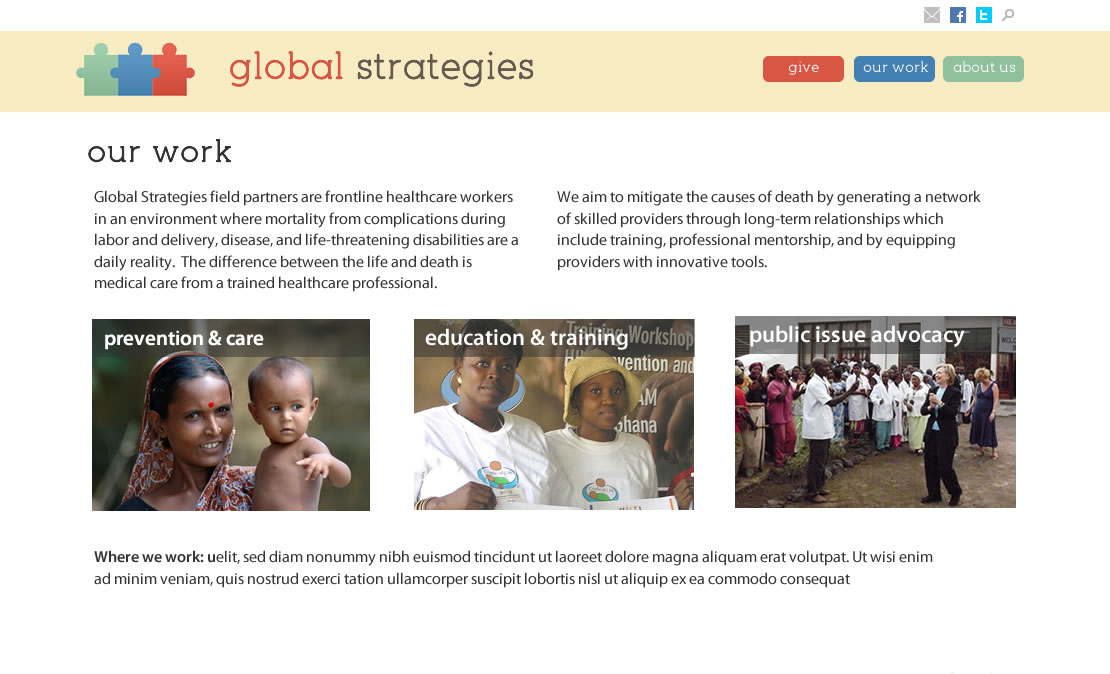 global strategies
give
our work
about us
our work
Global Strategies field partners are frontline healthcare workers
in an environment where mortality from complications during
labor and delivery, disease, and life-threatening disabilities are a
daily reality.  The difference between the life and death is
medical care from a trained healthcare professional.
We aim to mitigate the causes of death by generating a network
of skilled providers through long-term relationships which
include training, professional mentorship, and by equipping
providers with innovative tools.
prevention & care
education & training
Training Workshop
vention and
AM
Ghana
public issue advocacy
Where we work: uelit, sed diam nonummy nibh euismod tincidunt ut laoreet dolore magna aliquam erat volutpat. Ut wisi enim
ad minim veniam, quis nostrud exerci tation ullamcorper suscipit lobortis nisl ut aliquip ex ea commodo consequat